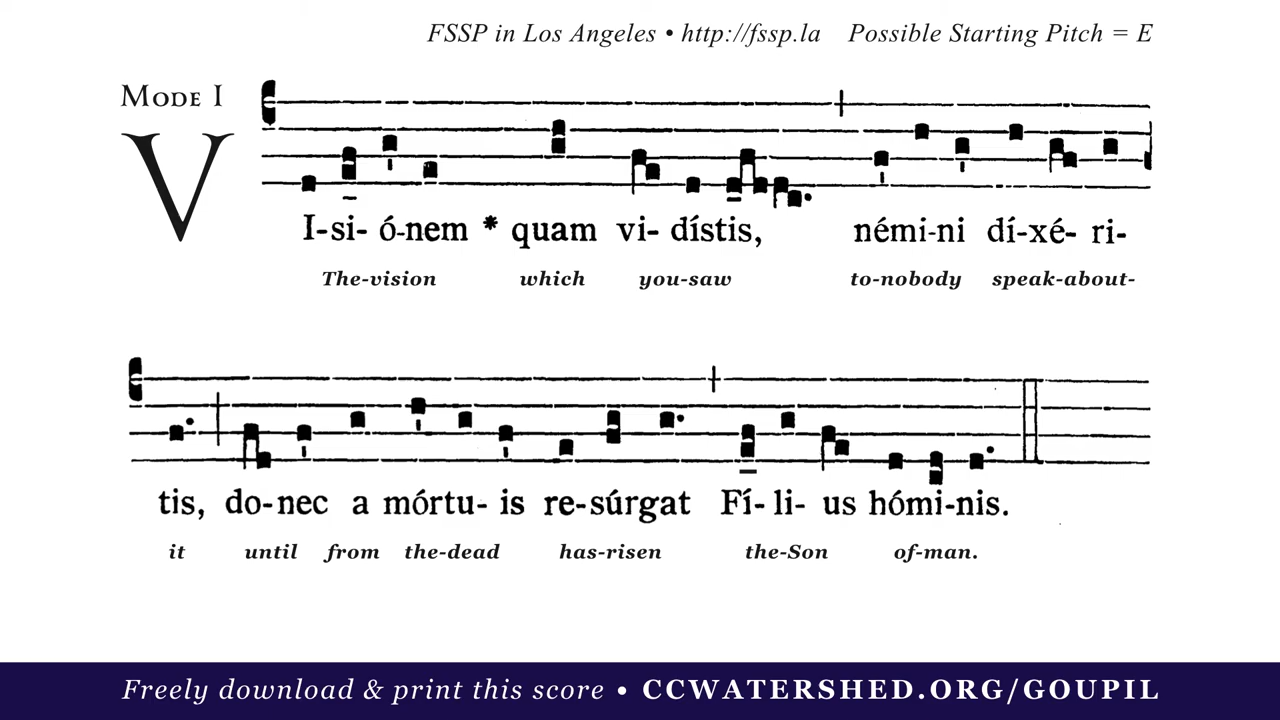 FSSP in Los Angeles • http://fssp.la Possible Starting Pitch = E
MODE I
VI-si- ó-nem * quam vi- dístis, némi-ni dí-xé- ri-
The-vision which you-saw to-nobody speak-about-
tis, do-nec a mórtu- is re-súrgat Fí- li- us hómi-nis.
it until from the-dead has-risen the-Son of-man.
Freely download & print this score • CCWATERSHED.ORG/GOUPIL